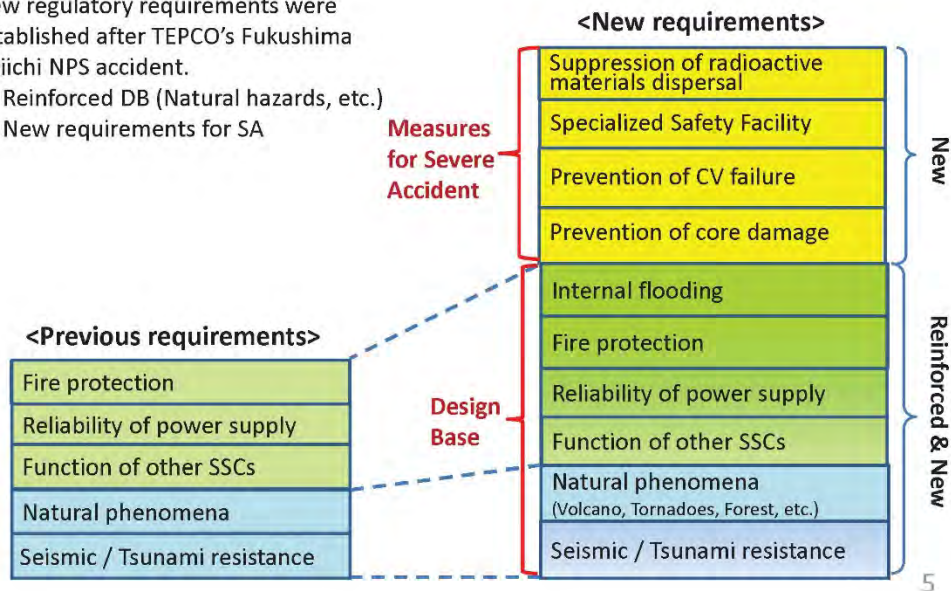 ew regulatory requirements were
tablished after TEPCO's Fukushima
iichi NPS accident.
Reinforced DB (Natural hazards, etc.)
New requirements for SA
<New requirements>
Suppression of radioactive
materials dispersal
Specialized Safety Facility
Prevention of CV failure
Prevention of core damage
Measures
for Severe
Accident
New
Internal flooding
Fire protection
Reliability of power supply
Function of other SSCs
Natural phenomena
(Volcano, Tornadoes, Forest, etc.)
Seismic / Tsunami resistance
Design
Base
Reinforced & New
<Previous requirements>
Fire protection
Reliability of power supply
Function of other SSCs
Natural phenomena
Seismic / Tsunami resistance
5